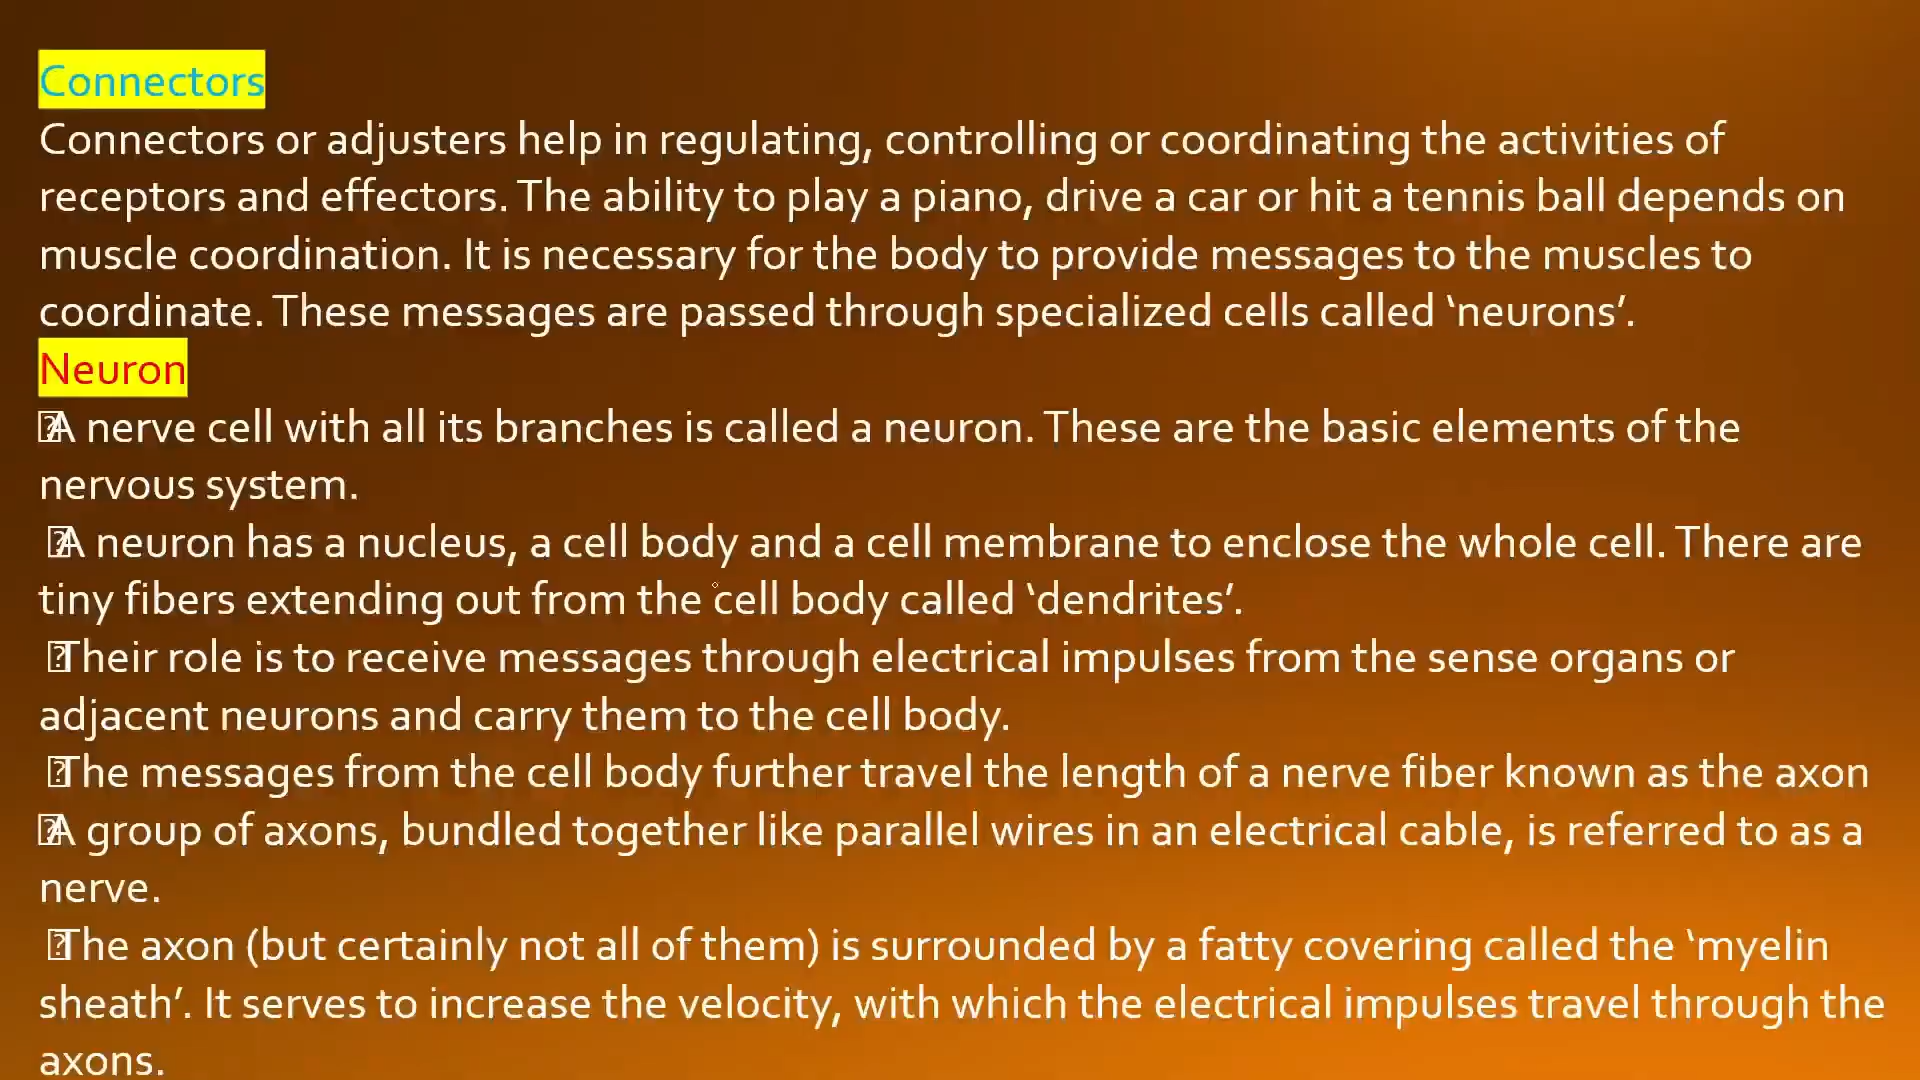 Connectors
Connectors or adjusters help in regulating, controlling or coordinating the activities of
receptors and effectors. The ability to play a piano, drive a car or hit a tennis ball depends on
muscle coordination. It is necessary for the body to provide messages to the muscles to
coordinate. These messages are passed through specialized cells called ‘neurons’.
Neuron
A nerve cell with all its branches is called a neuron. These are the basic elements of the
nervous system.
A neuron has a nucleus, a cell body and a cell membrane to enclose the whole cell. There are
tiny fibers extending out from the cell body called ‘dendrites’.
Their role is to receive messages through electrical impulses from the sense organs or
adjacent neurons and carry them to the cell body.
The messages from the cell body further travel the length of a nerve fiber known as the axon
A group of axons, bundled together like parallel wires in an electrical cable, is referred to as a
nerve.
The axon (but certainly not all of them) is surrounded by a fatty covering called the ‘myelin
sheath’. It serves to increase the velocity, with which the electrical impulses travel through the
axons.